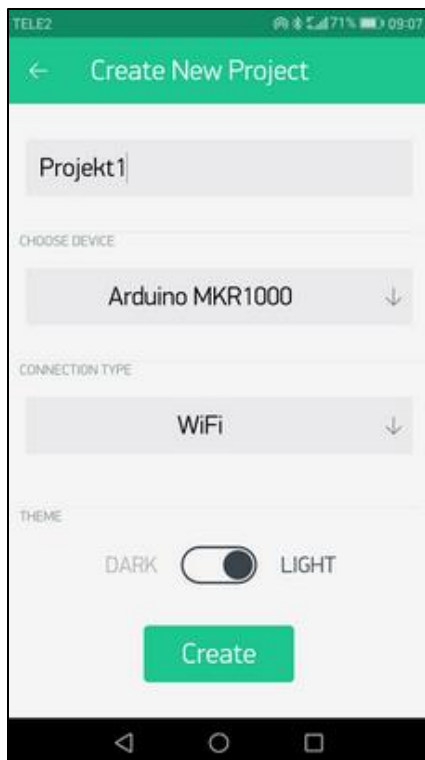 TELE2 71% 09:07
Create New Project
Projekt1
CHOOSE DEVICE
Arduino MKR1000
CONNECTION TYPE
WiFi
THEME
DARK LIGHT
Create